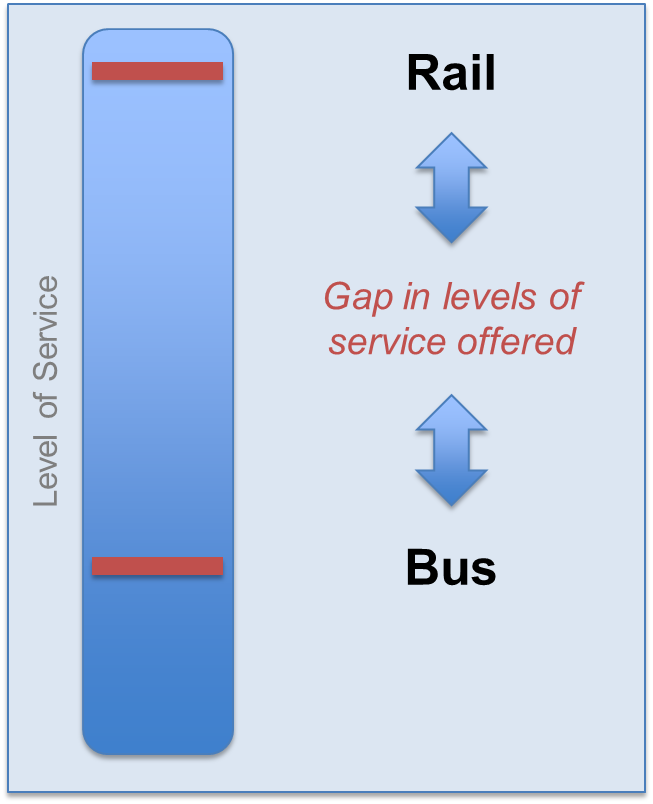 Rail
Gap in levels of
service offered
Bus
Level of Service